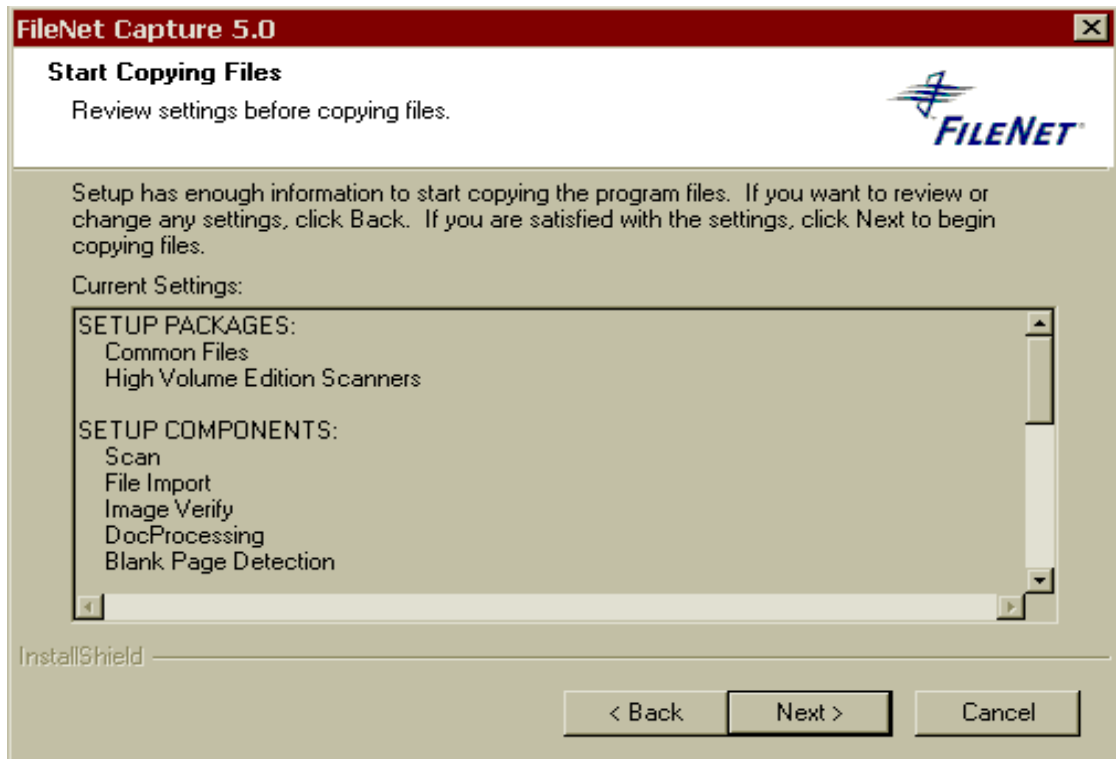 FileNet Capture 5.0
Start Copying Files
Review settings before copying files.
FILENET
Setup has enough information to start copying the program files. If you want to review or
change any settings, click Back. If you are satisfied with the settings, click Next to begin
copying files.
Current Settings:
SETUP PACKAGES:
Common Files
High Volume Edition Scanners
SETUP COMPONENTS:
Scan
File Import
Image Verify
DocProcessing
Blank Page Detection
InstallShield
< Back
Next >
Cancel